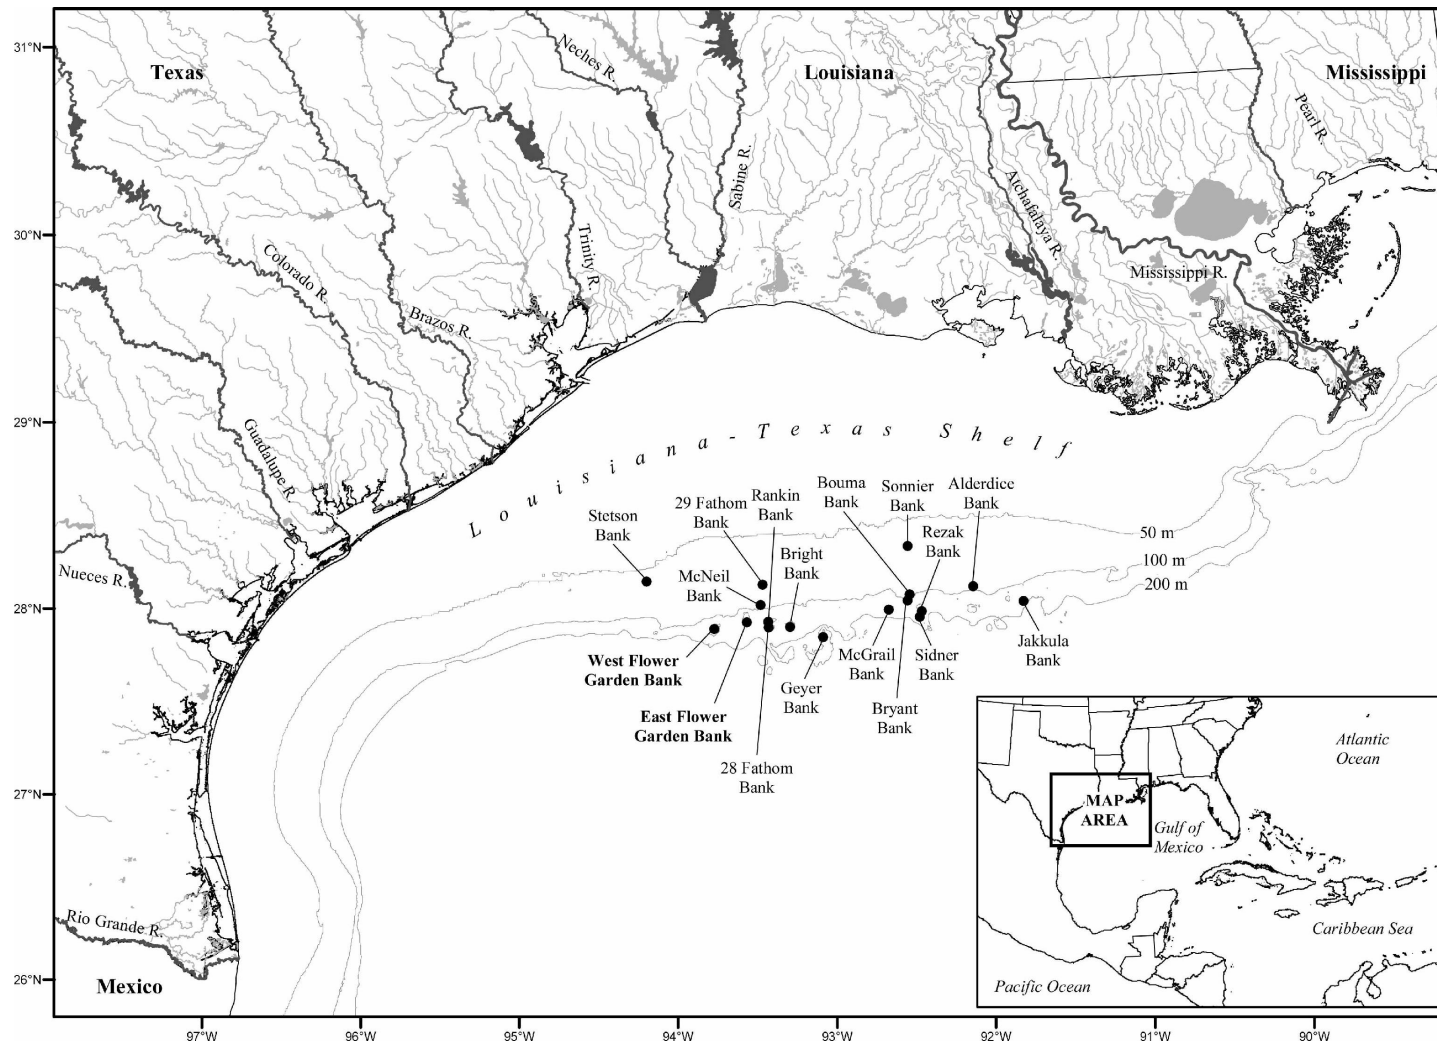 31°N
30°N
29°N
28°N
27°N
26°N
Texas
Louisiana
Mississippi
Neches R.
Sabine R.
Pearl R.
Atchafalaya R.
Trinity R.
Colorado R.
Brazos R.
Mississippi R.
Guadalupe R.
Nueces R.
Rio Grande R.
Mexico
Louisiana-Texas Shelf
Stetson
Bank
29 Fathom
Bank
Rankin
Bank
Bright
Bank
McNeil
Bank
Bouma
Bank
Sonnier
Bank
Rezak
Bank
Alderdice
Bank
50 m
100 m
200 m
West Flower
Garden Bank
East Flower
Garden Bank
28 Fathom
Bank
Geyer
Bank
McGrail
Bank
Bryant
Bank
Sidner
Bank
Jakkula
Bank
MAP
AREA
Gulf of
Mexico
Atlantic
Ocean
Caribbean Sea
Pacific Ocean
97°W
96°W
95°W
94°W
93°W
92°W
91°W
90°W